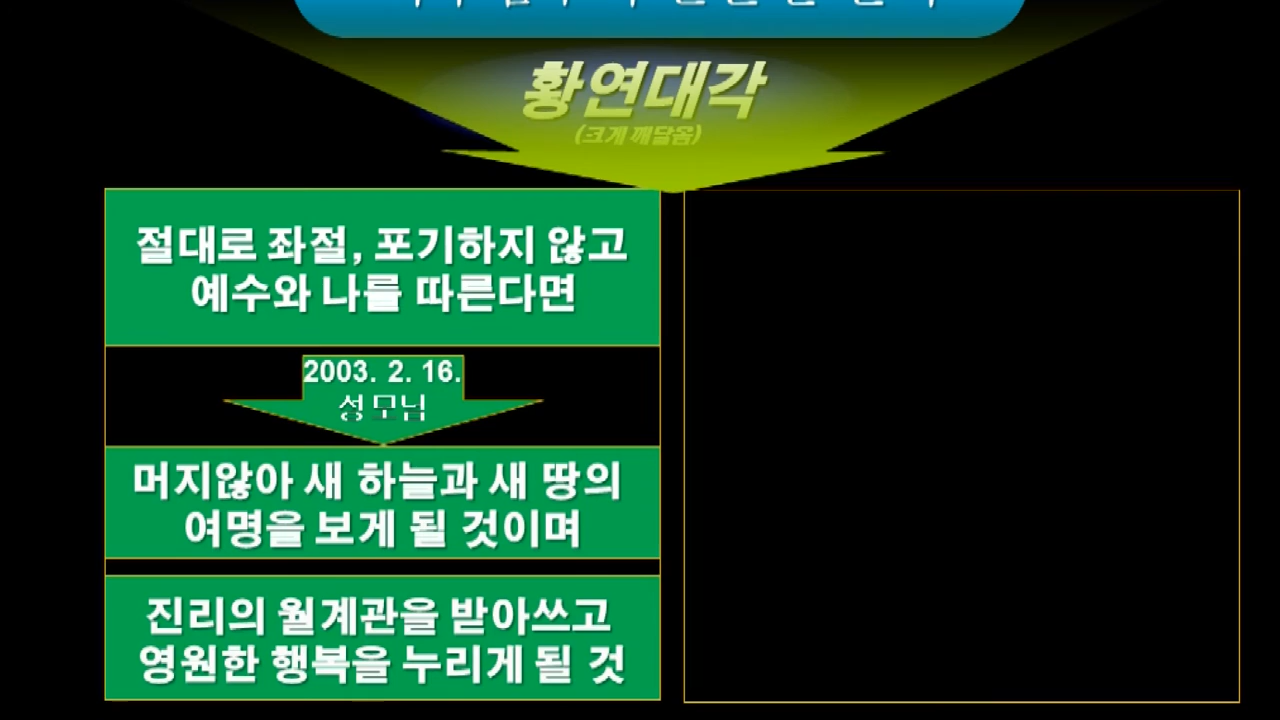 황연대각
(크게 깨달음)
절대로 좌절, 포기하지 않고
예수와 나를 따른다면
2003. 2. 16.
성모님
머지않아 새 하늘과 새 땅의
여명을 보게 될 것이며
진리의 월계관을 받아쓰고
영원한 행복을 누리게 될 것